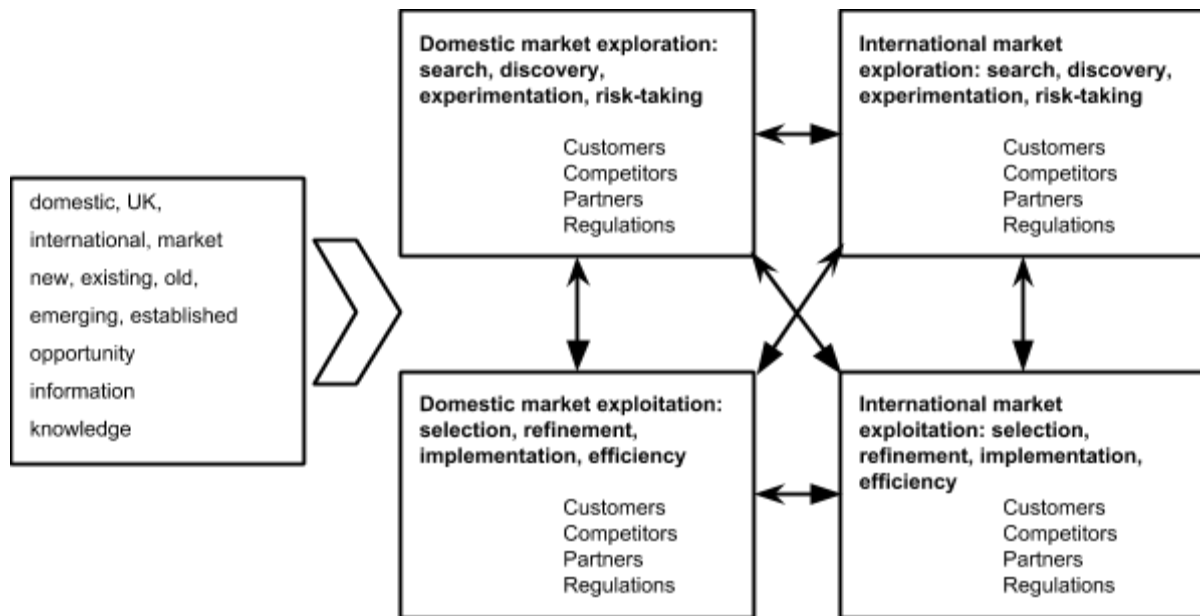 domestic, UK,
international, market
new, existing, old,
emerging, established
opportunity
information
knowledge
Domestic market exploration:
search, discovery,
experimentation, risk-taking
Customers
Competitors
Partners
Regulations
International market
exploration: search, discovery,
experimentation, risk-taking
Customers
Competitors
Partners
Regulations
Domestic market exploitation:
selection, refinement,
implementation, efficiency
Customers
Competitors
Partners
Regulations
International market
exploitation: selection,
refinement, implementation,
efficiency
Customers
Competitors
Partners
Regulations